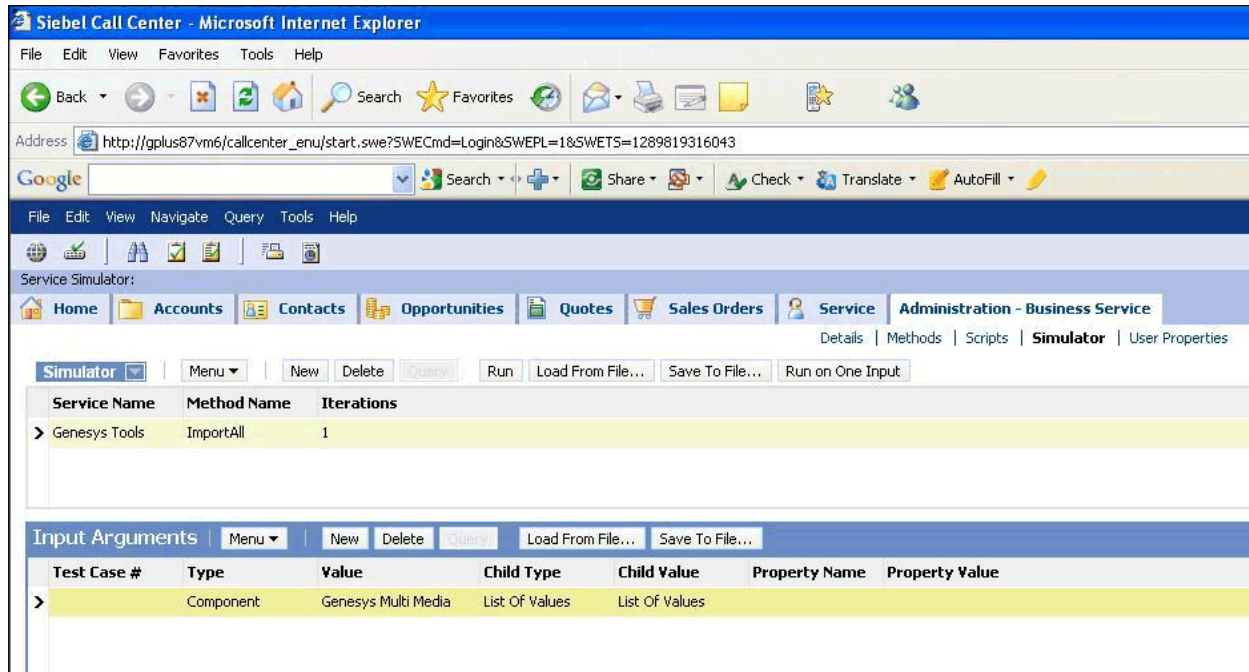 Siebel Call Center - Microsoft Internet Explorer
File Edit View Favorites Tools Help
Back Search Favorites
Address http://gplus87vm6/callcenter_enu/start.swe?SWECmd=Login&SWEPL=1&SWETS=1289819316043
Google Search Share Check Translate AutoFill
File Edit View Navigate Query Tools Help
Service Simulator:
Home Accounts Contacts Opportunities Quotes Sales Orders Service Administration - Business Service
Details | Methods | Scripts | Simulator | User Properties
Simulator Menu New Delete Query Run Load From File... Save To File... Run on One Input
Service Name Method Name Iterations
Genesys Tools ImportAll 1
Input Arguments Menu New Delete Query Load From File... Save To File...
Test Case # Type Value Child Type Child Value Property Name Property Value
Component Genesys Multi Media List Of Values List Of Values